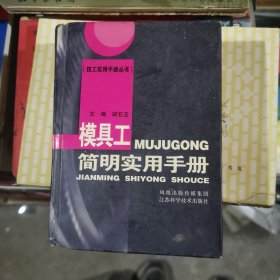 [技工实用手册丛书]
主 编 胡有玉
模具工 MUJUGONG
简明实用手册
JIANMING SHIYONG SHOUCE
凤凰出版传媒集团
江苏科学技术出版社